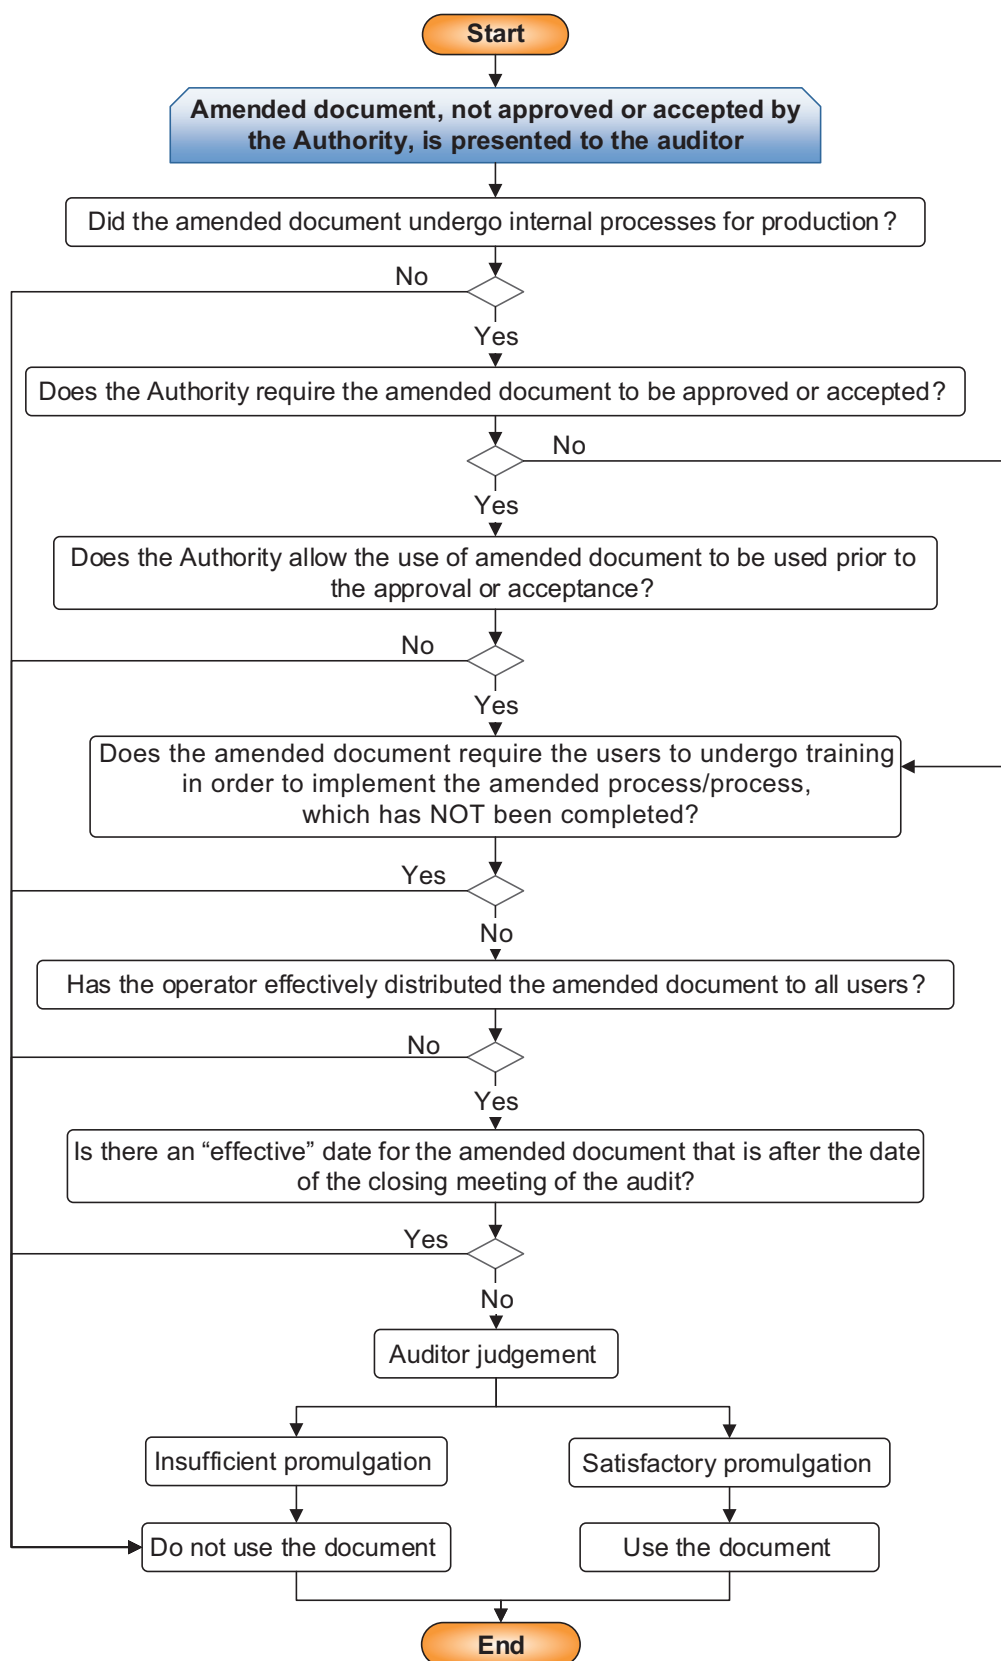 Start
Amended document, not approved or accepted by
the Authority, is presented to the auditor
Did the amended document undergo internal processes for production?
No
Yes
Does the Authority require the amended document to be approved or accepted?
No
Yes
Does the Authority allow the use of amended document to be used prior to
the approval or acceptance?
No
Yes
Does the amended document require the users to undergo training
in order to implement the amended process/process,
which has NOT been completed?
Yes
No
Has the operator effectively distributed the amended document to all users?
No
Yes
Is there an “effective” date for the amended document that is after the date
of the closing meeting of the audit?
Yes
No
Auditor judgement
Insufficient promulgation
Satisfactory promulgation
Do not use the document
Use the document
End